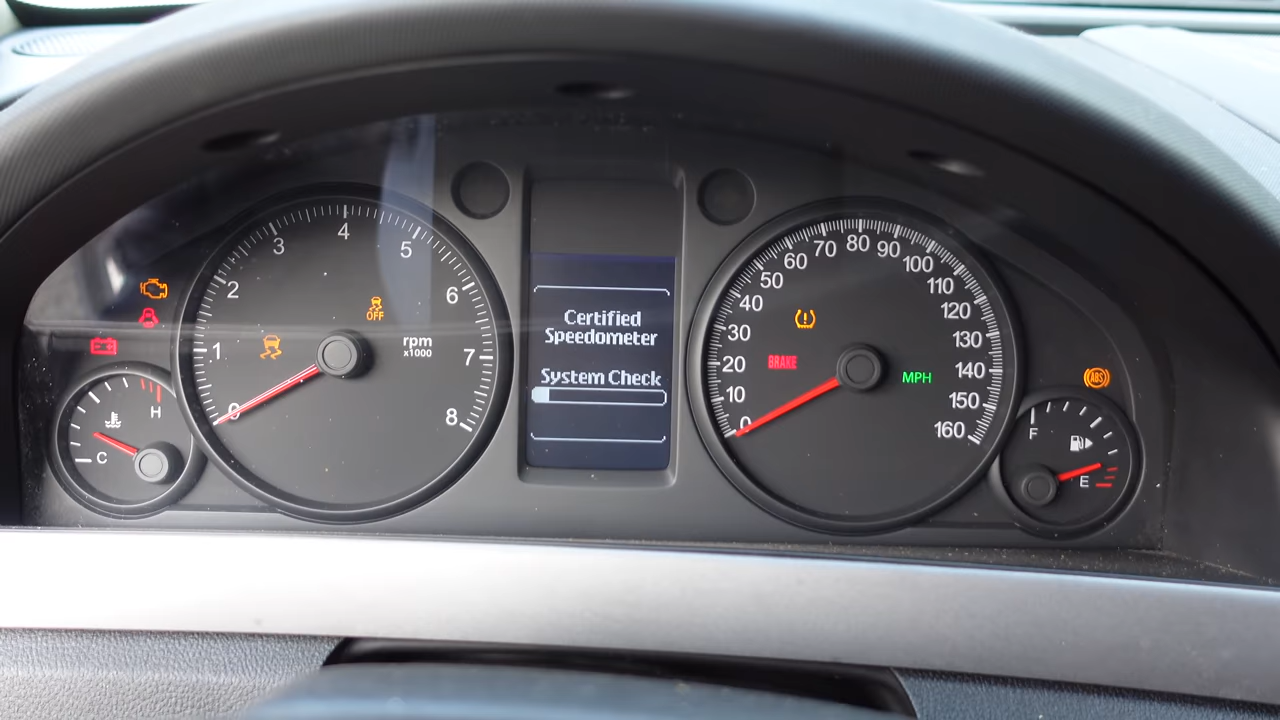 1
2
3
4
5
6
7
8
0
rpm
x1000
OFF
H
C
Certified
Speedometer
System Check
0
10
20
30
40
50
60
70
80
90
100
110
120
130
140
150
160
BRAKE
MPH
ABS
F
E